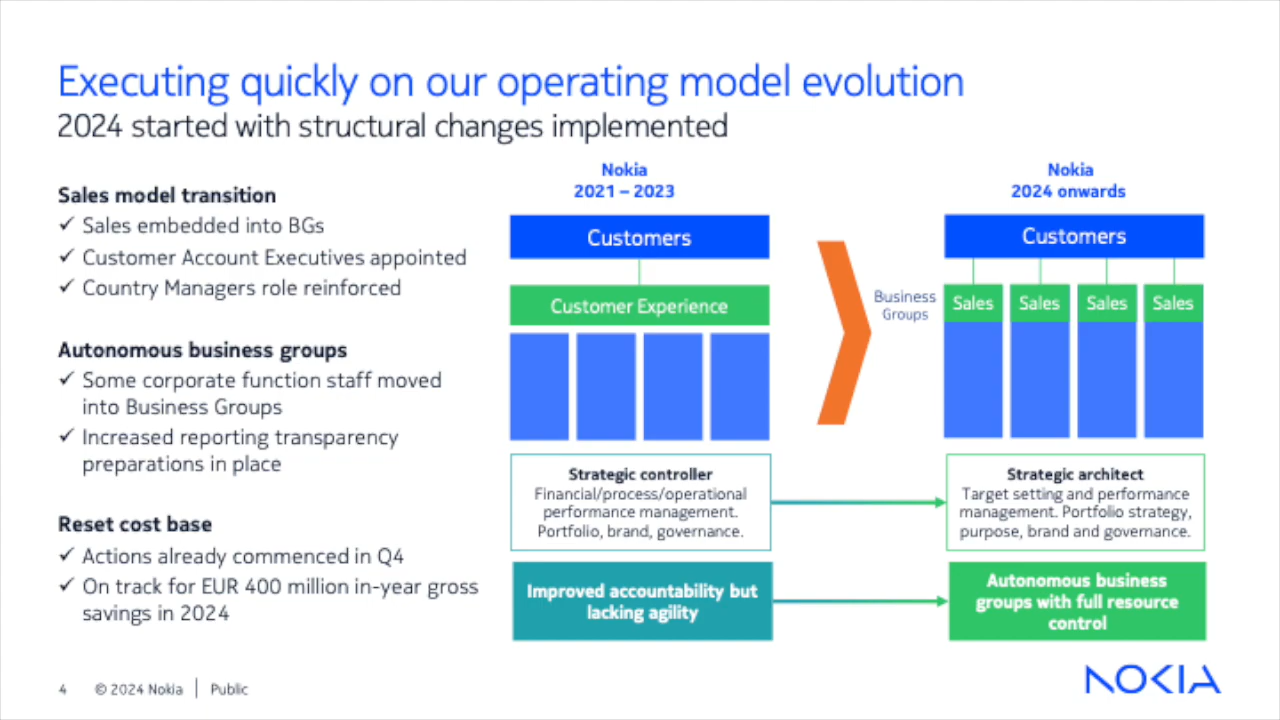 Executing quickly on our operating model evolution
2024 started with structural changes implemented
Sales model transition
✓ Sales embedded into BGs
✓ Customer Account Executives appointed
✓ Country Managers role reinforced
Autonomous business groups
✓ Some corporate function staff moved
into Business Groups
✓ Increased reporting transparency
preparations in place
Reset cost base
✓ Actions already commenced in Q4
✓ On track for EUR 400 million in-year gross
savings in 2024
Nokia
2021 – 2023
Customers
Customer Experience
Strategic controller
Financial/process/operational
performance management.
Portfolio, brand, governance.
Improved accountability but
lacking agility
Nokia
2024 onwards
Customers
Business
Groups
Sales
Sales
Sales
Sales
Strategic architect
Target setting and performance
management. Portfolio strategy,
purpose, brand and governance.
Autonomous business
groups with full resource
control
4 © 2024 Nokia | Public
NOKIA